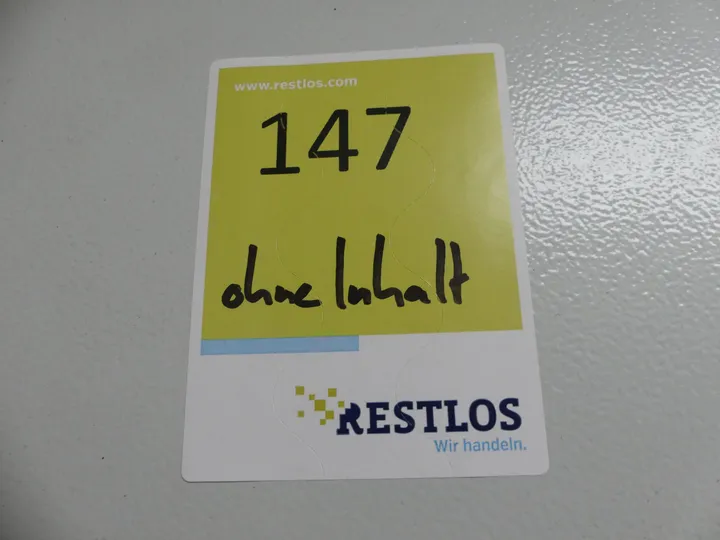 www.restlos.com
147
ohne Inhalt
RESTLOS
Wir handeln.